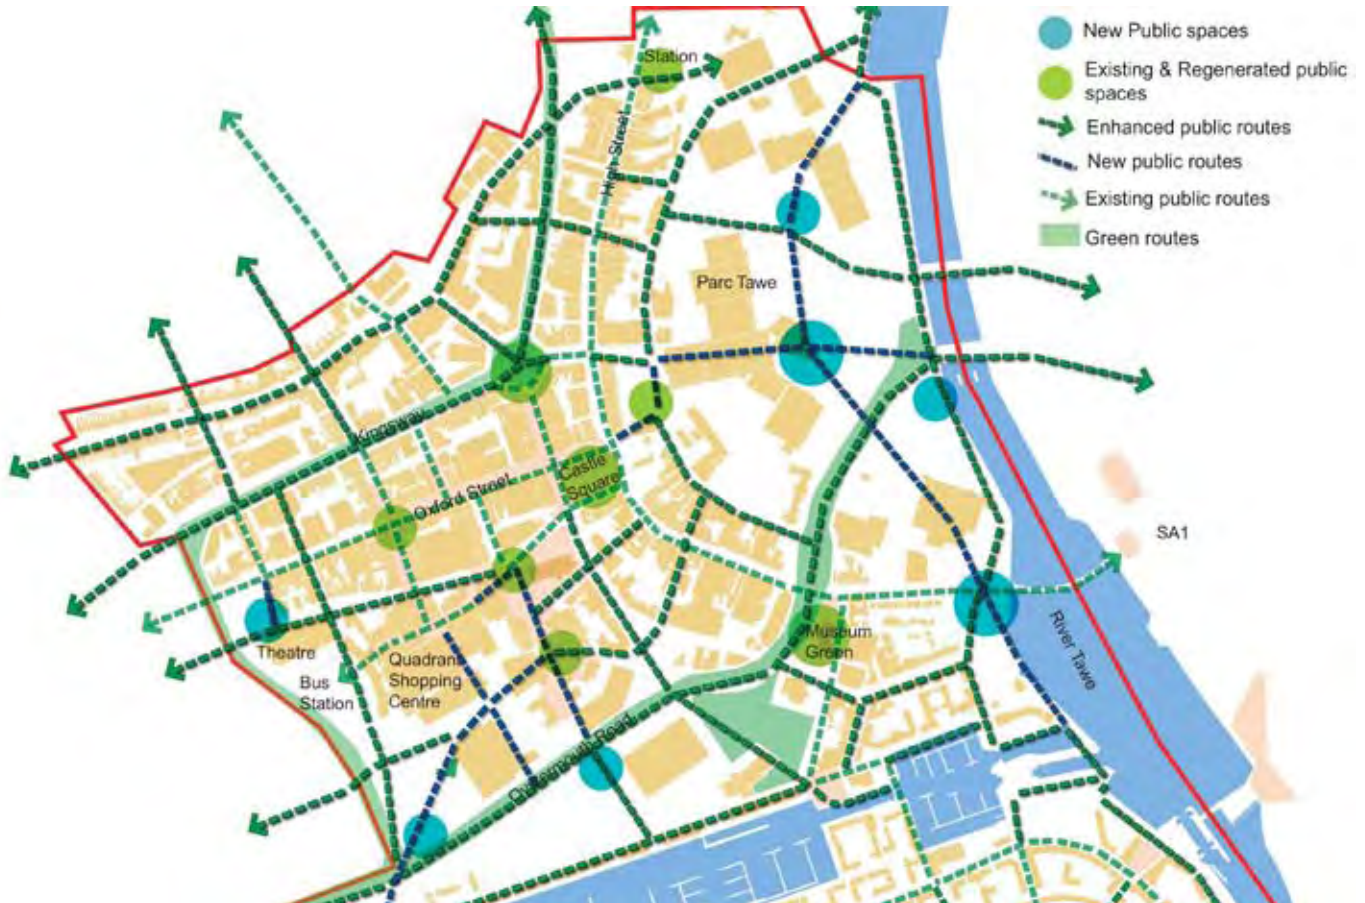 New Public spaces
Existing & Regenerated public
spaces
Enhanced public routes
New public routes
Existing public routes
Green routes
Station
High Street
Parc Tawe
Kingsway
Oxford Street
Castle
Square
SA1
River Tawe
Museum
Green
Theatre
Bus
Station
Quadrant
Shopping
Centre
Oystermouth Road